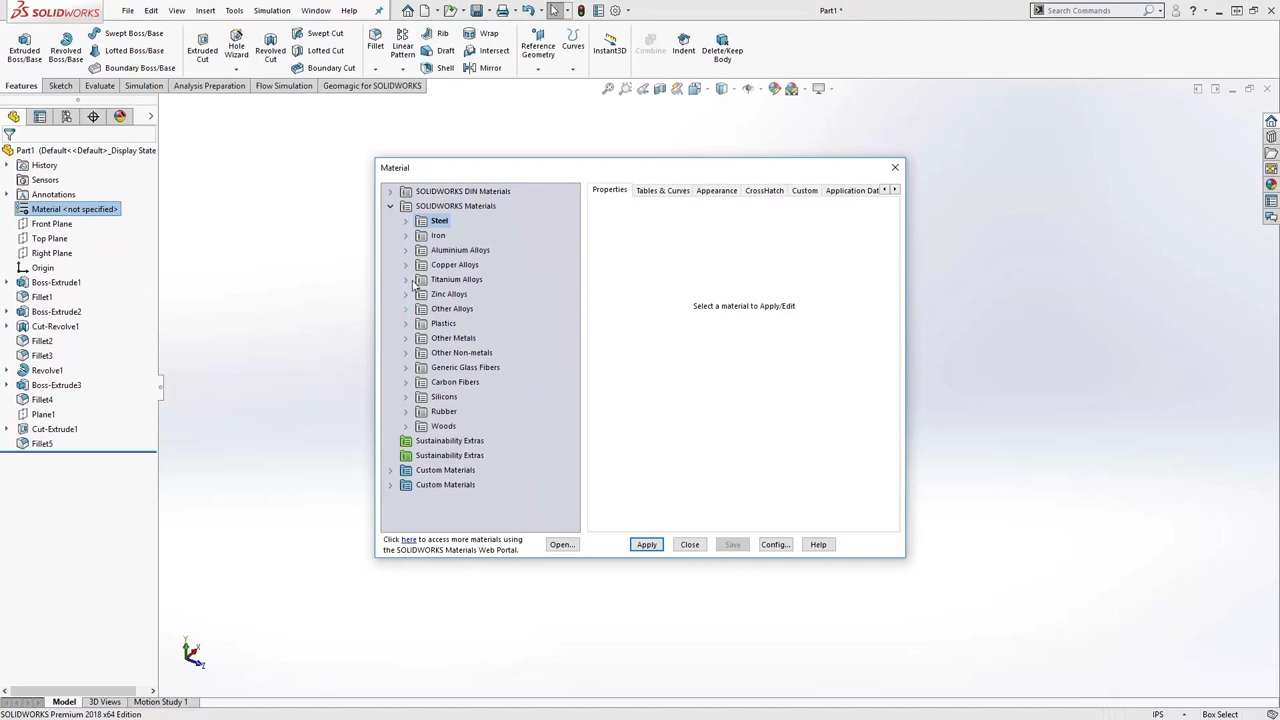 SOLIDWORKS File Edit View Insert Tools Simulation Window Help Part1 * Search Commands
Extruded Boss/Base
Revolved Boss/Base
Swept Boss/Base
Lofted Boss/Base
Boundary Boss/Base
Extruded Cut
Hole Wizard
Revolved Cut
Swept Cut
Lofted Cut
Boundary Cut
Fillet
Linear Pattern
Rib
Draft
Shell
Wrap
Intersect
Mirror
Reference Geometry
Curves
Instant3D
Combine
Indent
Delete/Keep Body
Features Sketch Evaluate Simulation Analysis Preparation Flow Simulation Geomagic for SOLIDWORKS
Part1 (Default<<Default>_Display State
History
Sensors
Annotations
Material <not specified>
Front Plane
Top Plane
Right Plane
Origin
Boss-Extrude1
Fillet1
Boss-Extrude2
Cut-Revolve1
Fillet2
Fillet3
Revolve1
Boss-Extrude3
Fillet4
Plane1
Cut-Extrude1
Fillet5
Material
SOLIDWORKS DIN Materials
SOLIDWORKS Materials
Steel
Iron
Aluminium Alloys
Copper Alloys
Titanium Alloys
Zinc Alloys
Other Alloys
Plastics
Other Metals
Other Non-metals
Generic Glass Fibers
Carbon Fibers
Silicons
Rubber
Woods
Sustainability Extras
Sustainability Extras
Custom Materials
Custom Materials
Properties Tables & Curves Appearance CrossHatch Custom Application Dat
Select a material to Apply/Edit
Click here to access more materials using
the SOLIDWORKS Materials Web Portal.
Open... Apply Close Save Config... Help
Y
X
Z
Model 3D Views Motion Study 1
SOLIDWORKS Premium 2018 x64 Edition IPS Box Select